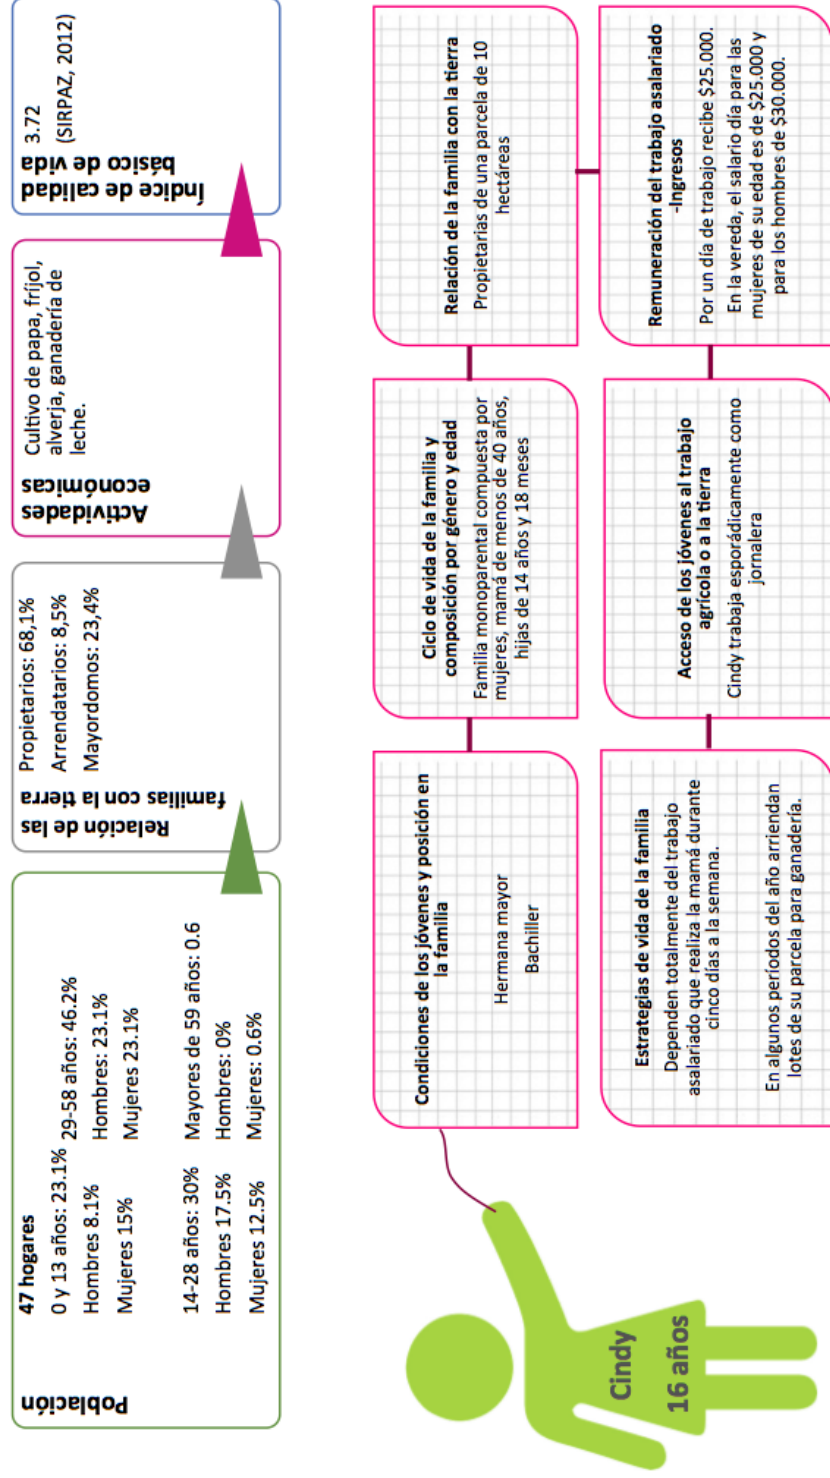 Población
47 hogares
0 y 13 años: 23.1%
Hombres 8.1%
Mujeres 15%
14-28 años: 30%
Hombres 17.5%
Mujeres 12.5%
29-58 años: 46.2%
Hombres: 23.1%
Mujeres 23.1%
Mayores de 59 años: 0.6
Hombres: 0%
Mujeres: 0.6%
Relación de las
familias con la tierra
Propietarios: 68,1%
Arrendatarios: 8,5%
Mayordomos: 23,4%
Actividades
económicas
Cultivo de papa, fríjol,
alverja, ganadería de
leche.
Índice de calidad
básico de vida
3.72
(SIRPAZ, 2012)
Cindy
16 años
Condiciones de los jóvenes y posición en
la familia
Hermana mayor
Bachiller
Ciclo de vida de la familia y
composición por género y edad
Familia monoparental compuesta por
mujeres, mamá de menos de 40 años,
hijas de 14 años y 18 meses
Relación de la familia con la tierra
Propietarias de una parcela de 10
hectáreas
Estrategias de vida de la familia
Dependen totalmente del trabajo
asalariado que realiza la mamá durante
cinco días a la semana.
En algunos períodos del año arriendan
lotes de su parcela para ganadería.
Acceso de los jóvenes al trabajo
agrícola o a la tierra
Cindy trabaja esporádicamente como
jornalera
Remuneración del trabajo asalariado
-Ingresos
Por un día de trabajo recibe $25.000.
En la vereda, el salario día para las
mujeres de su edad es de $25.000 y
para los hombres de $30.000.